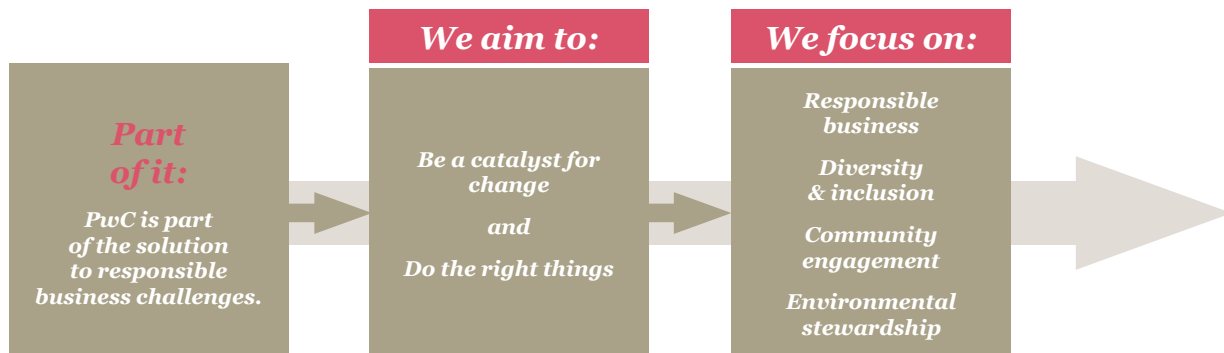 Part
of it:
PwC is part
of the solution
to responsible
business challenges.
We aim to:
Be a catalyst for
change
and
Do the right things
We focus on:
Responsible
business
Diversity
& inclusion
Community
engagement
Environmental
stewardship